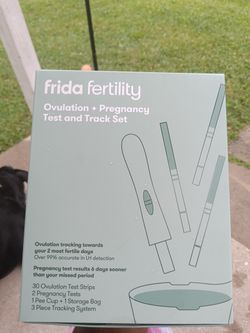 frida fertility
Ovulation + Pregnancy
Test and Track Set
Ovulation tracking towards
your 2 most fertile days
Over 99% accurate in LH detection
Pregnancy test results 6 days sooner
than your missed period
30 Ovulation Test Strips
2 Pregnancy Tests
1 Pee Cup + 1 Storage Bag
3 Piece Tracking System